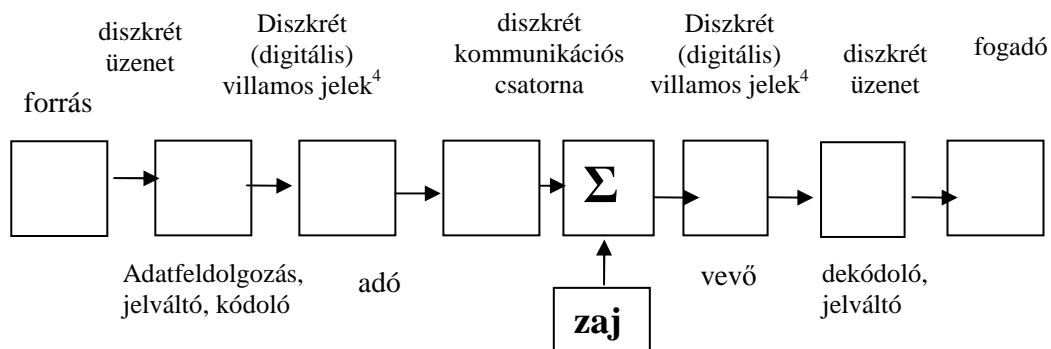 diszkrét
üzenet
Diszkrét
(digitális)
villamos jelek⁴
diszkrét
kommunikációs
csatorna
Diszkrét
(digitális)
villamos jelek⁴
diszkrét
üzenet
fogadó
forrás
Σ
Adatfeldolgozás,
jelváltó, kódoló
adó
vevő
dekódoló,
jelváltó
zaj